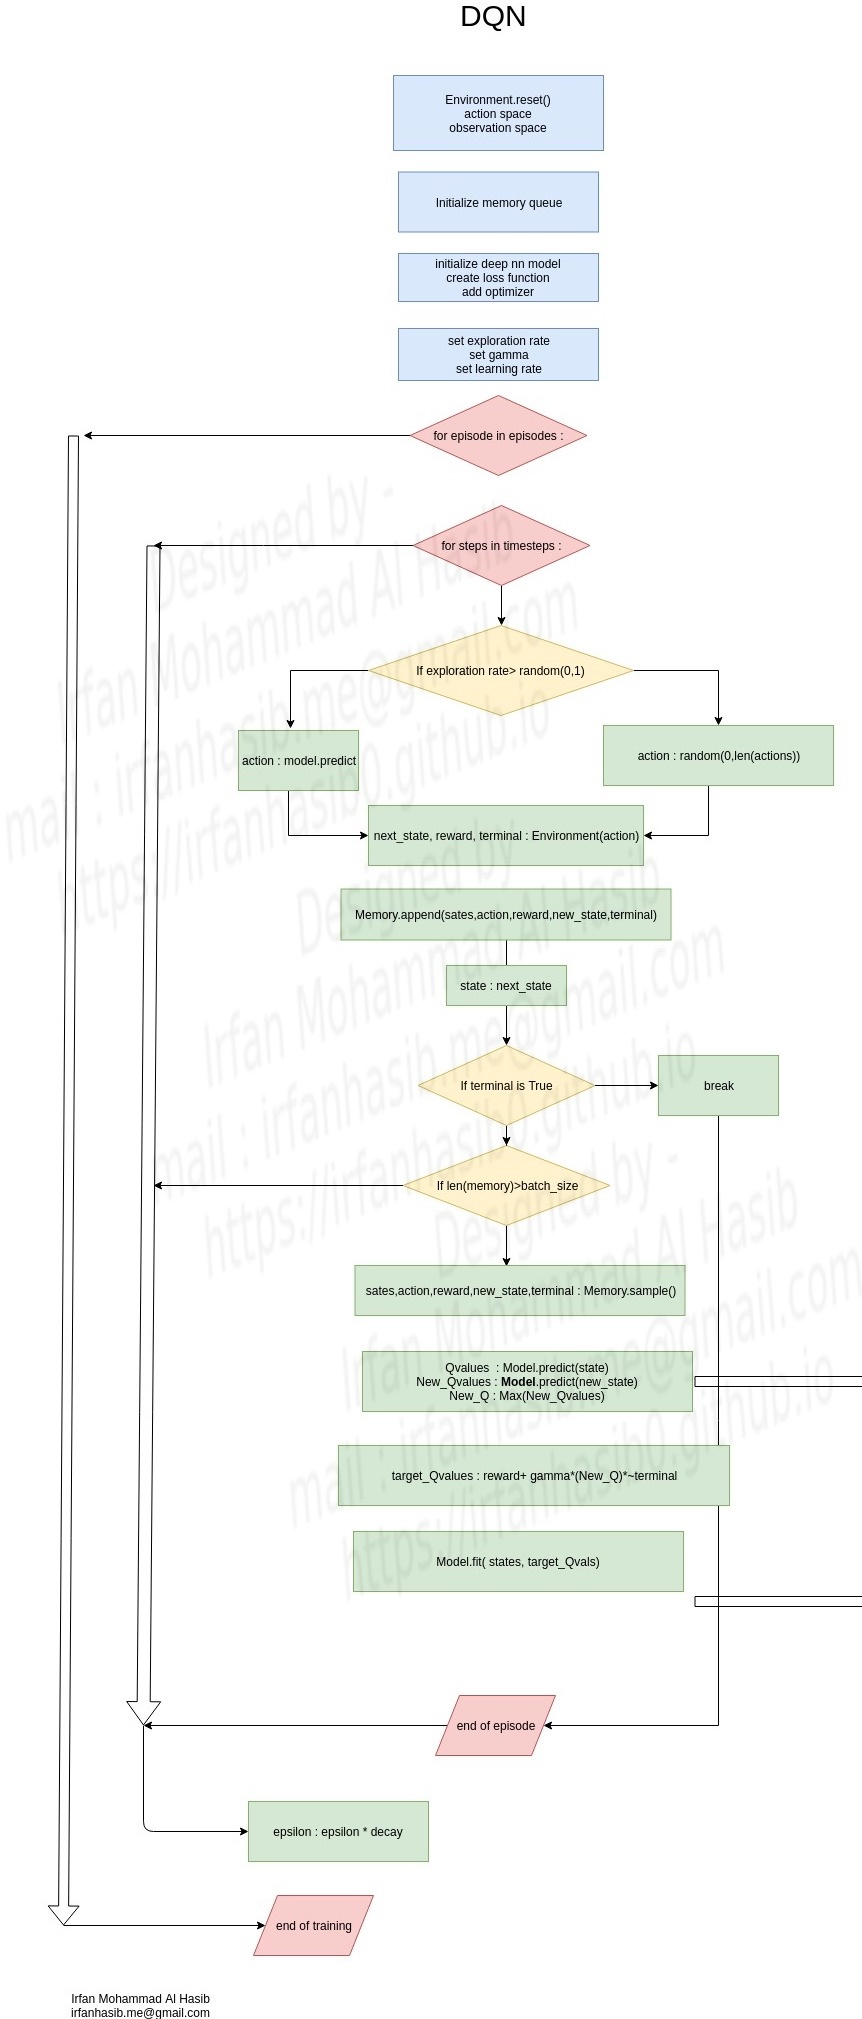 DQN
Environment.reset()
action space
observation space
Initialize memory queue
initialize deep nn model
create loss function
add optimizer
set exploration rate
set gamma
set learning rate
for episode in episodes :
for steps in timesteps :
If exploration rate> random(0,1)
action : model.predict
action : random(0,len(actions))
next_state, reward, terminal : Environment(action)
Memory.append(sates,action,reward,new_state,terminal)
state : next_state
If terminal is True
break
If len(memory)>batch_size
sates,action,reward,new_state,terminal : Memory.sample()
Qvalues : Model.predict(state)
New_Qvalues : Model.predict(new_state)
New_Q : Max(New_Qvalues)
target_Qvalues : reward+ gamma*(New_Q)*~terminal
Model.fit( states, target_Qvals)
end of episode
epsilon : epsilon * decay
end of training
Irfan Mohammad Al Hasib
irfanhasib.me@gmail.com
Designed by -
Irfan Mohammad Al Hasib
mail : irfanhasib.me@gmail.com
https://irfanhasib0.github.io
Designed by
Irfan Mohammad Al Hasib
mail : irfanhasib.me@gmail.com
https://irfanhasib0.github.io
Designed by -
Irfan Mohammad Al Hasib
mail : irfanhasib.me@gmail.com
https://irfanhasib0.github.io